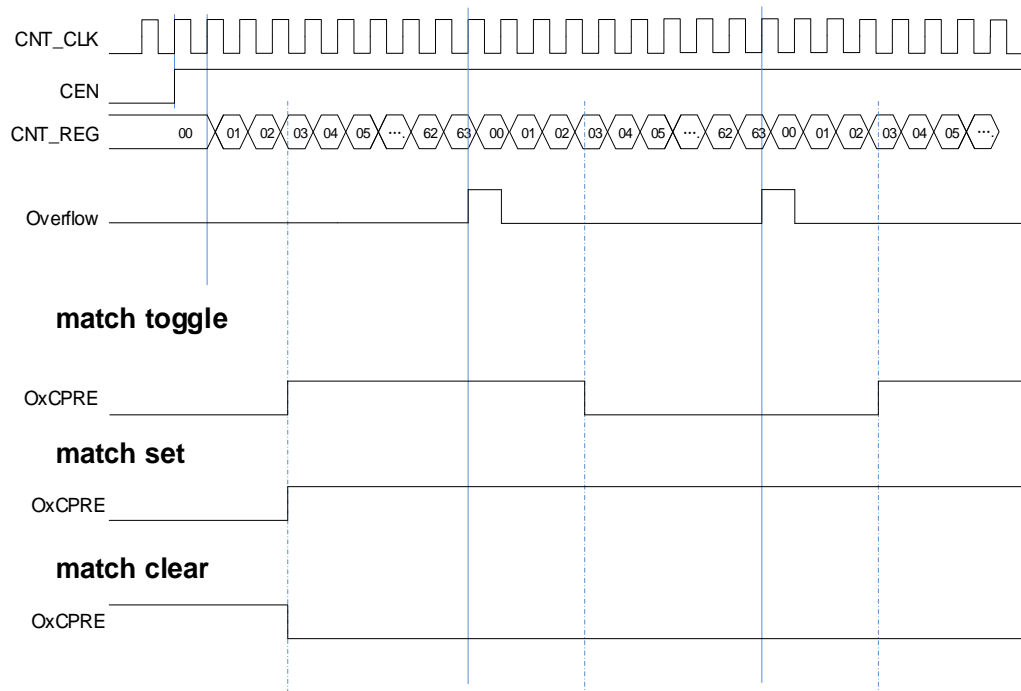 CNT_CLK
CEN
CNT_REG 00 01 02 03 04 05 ···. 62 63 00 01 02 03 04 05 ···. 62 63 00 01 02 03 04 05 ···.
Overflow
match toggle
OxCPRE
match set
OxCPRE
match clear
OxCPRE